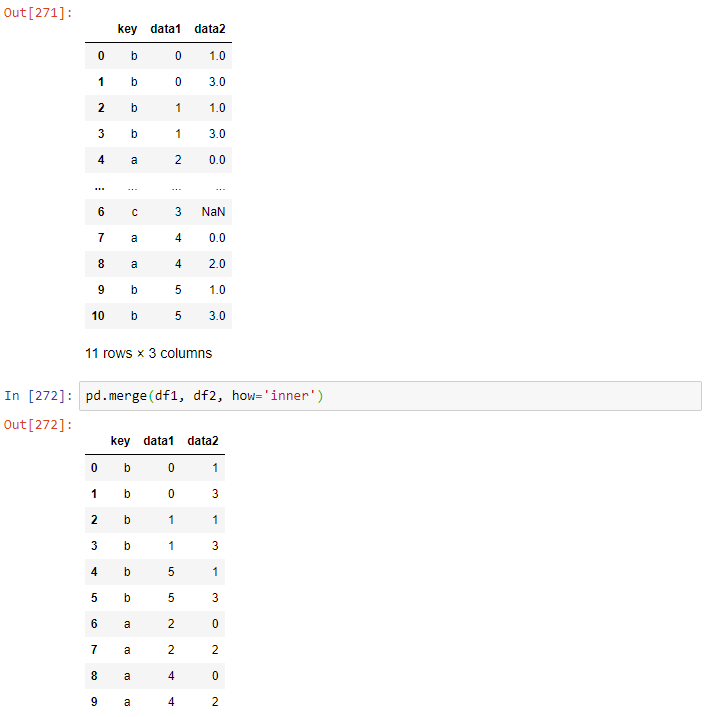 Out[271]:
key data1 data2
0 b 0 1.0
1 b 0 3.0
2 b 1 1.0
3 b 1 3.0
4 a 2 0.0
... ... ... ...
6 c 3 NaN
7 a 4 0.0
8 a 4 2.0
9 b 5 1.0
10 b 5 3.0
11 rows × 3 columns
In [272]: pd.merge(df1, df2, how='inner')
Out[272]:
key data1 data2
0 b 0 1
1 b 0 3
2 b 1 1
3 b 1 3
4 b 5 1
5 b 5 3
6 a 2 0
7 a 2 2
8 a 4 0
9 a 4 2